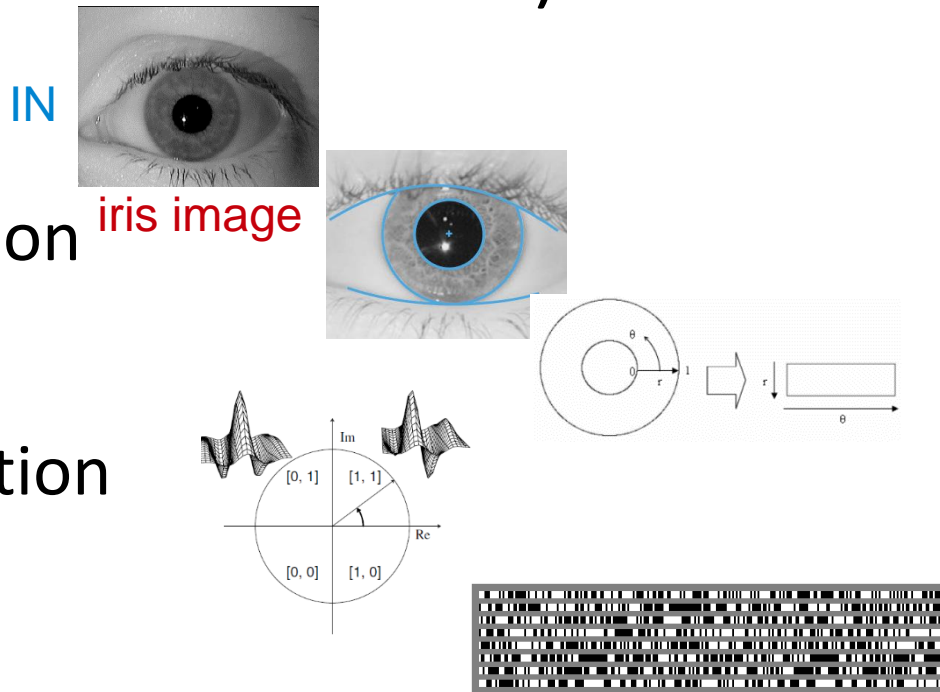 IN
iris image
on
θ
0
r
1
r
θ
tion
Im
[0, 1]
[1, 1]
Re
[0, 0]
[1, 0]